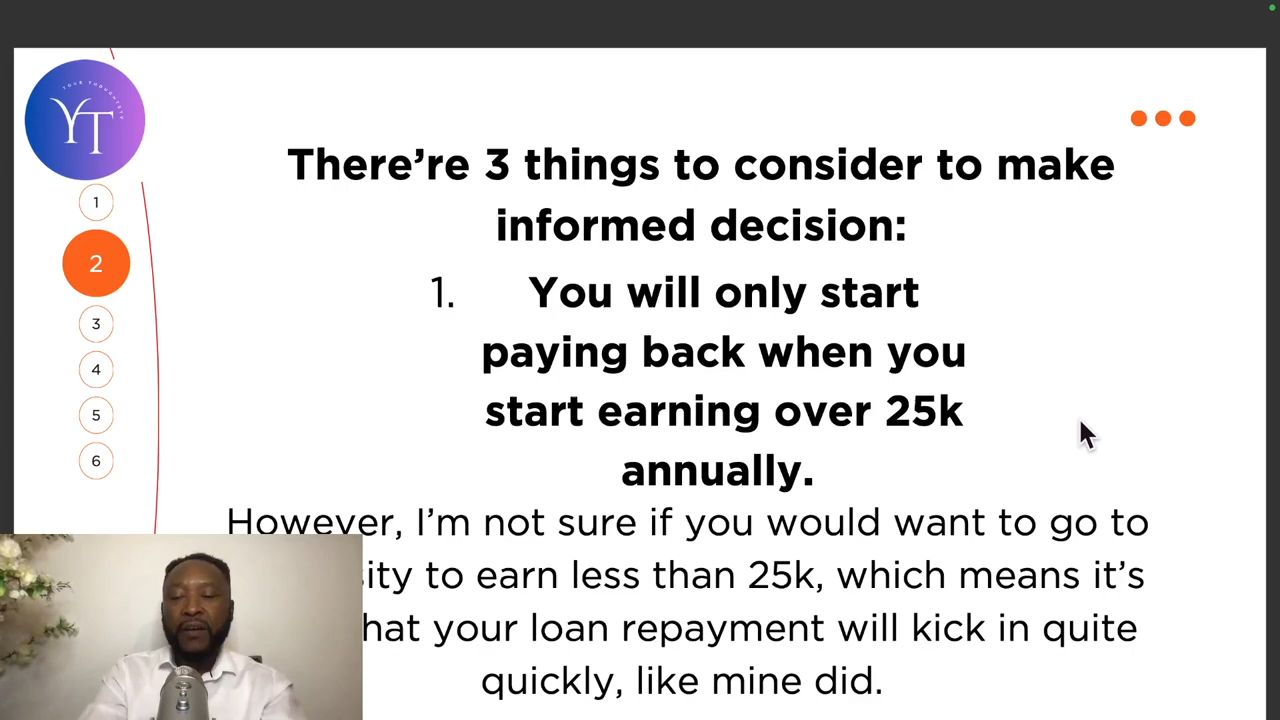 YOUR THOUGHTSTV
YT
1
2
3
4
5
6
There’re 3 things to consider to make
informed decision:
1. You will only start
paying back when you
start earning over 25k
annually.
However, I’m not sure if you would want to go to
sity to earn less than 25k, which means it’s
hat your loan repayment will kick in quite
quickly, like mine did.